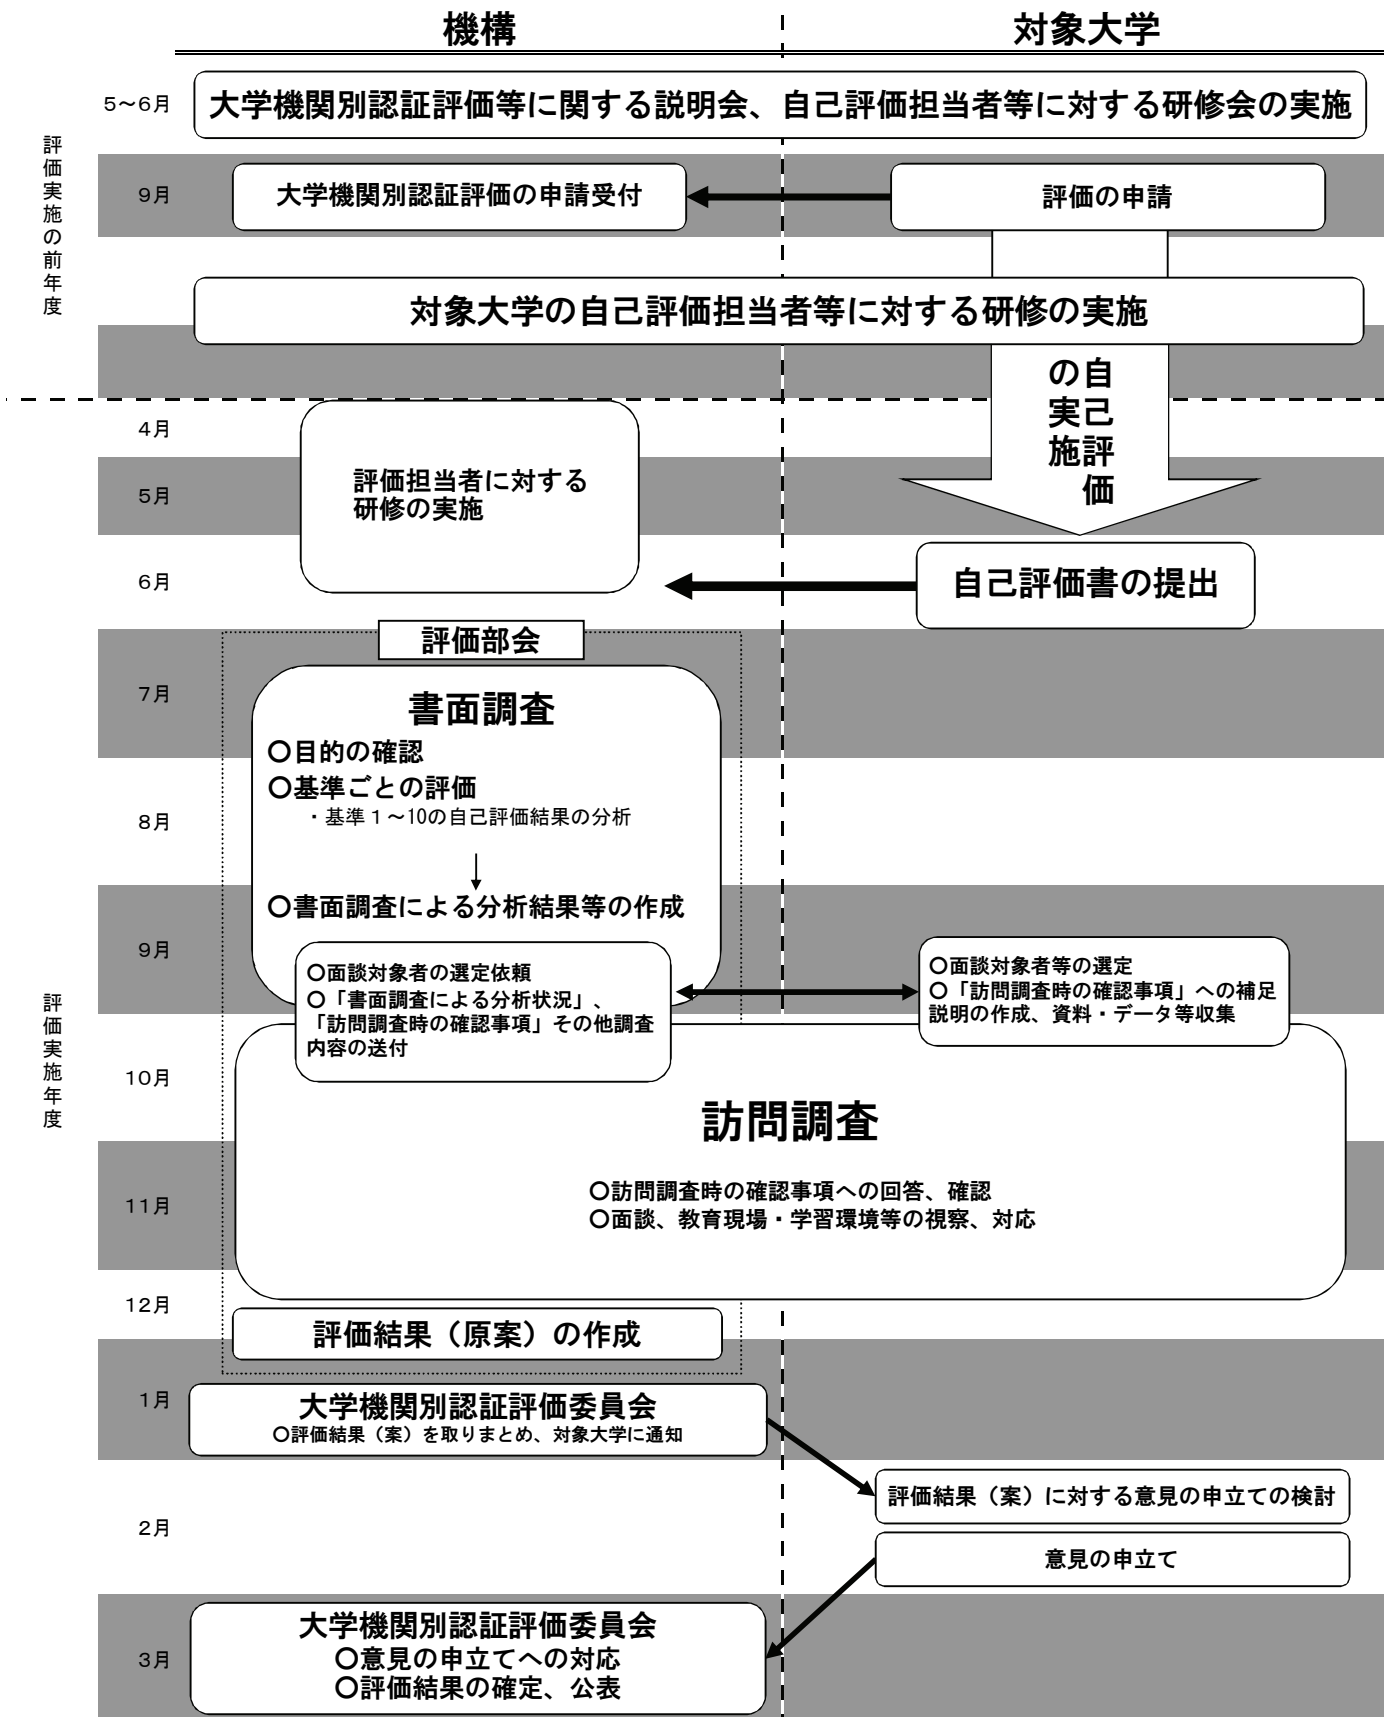 機構
対象大学
評価実施の前年度
5～6月
大学機関別認証評価等に関する説明会、自己評価担当者等に対する研修会の実施
9月
大学機関別認証評価の申請受付
評価の申請
対象大学の自己評価担当者等に対する研修の実施
自己評価
の実施
評価実施年度
4月
5月
評価担当者に対する
研修の実施
6月
自己評価書の提出
評価部会
7月
書面調査
○目的の確認
○基準ごとの評価
・基準１～10の自己評価結果の分析
8月
○書面調査による分析結果等の作成
9月
○面談対象者の選定依頼
○「書面調査による分析状況」、
「訪問調査時の確認事項」その他調査
内容の送付
○面談対象者等の選定
○「訪問調査時の確認事項」への補足
説明の作成、資料・データ等収集
10月
訪問調査
11月
○訪問調査時の確認事項への回答、確認
○面談、教育現場・学習環境等の視察、対応
12月
評価結果（原案）の作成
1月
大学機関別認証評価委員会
○評価結果（案）を取りまとめ、対象大学に通知
評価結果（案）に対する意見の申立ての検討
2月
意見の申立て
3月
大学機関別認証評価委員会
○意見の申立てへの対応
○評価結果の確定、公表